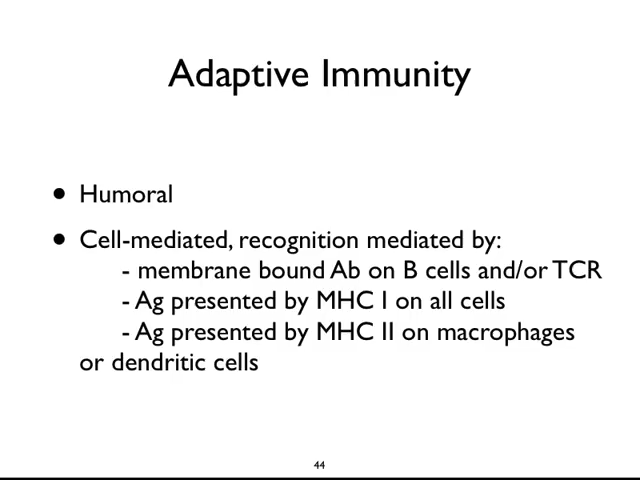 Adaptive Immunity
• Humoral
• Cell-mediated, recognition mediated by:
- membrane bound Ab on B cells and/or TCR
- Ag presented by MHC I on all cells
- Ag presented by MHC II on macrophages
or dendritic cells
44